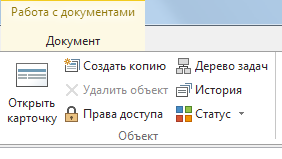 Работа с документами
Документ
Открыть карточку
Создать копию
Удалить объект
Права доступа
Дерево задач
История
Статус
Объект